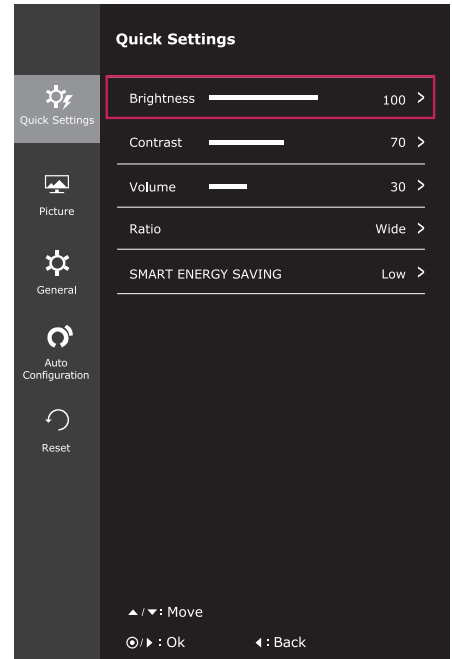 Quick Settings
Quick Settings
Picture
General
Auto
Configuration
Reset
Brightness 100 >
Contrast 70 >
Volume 30 >
Ratio Wide >
SMART ENERGY SAVING Low >
▲/▼: Move
◉/▶ : Ok ◀ : Back